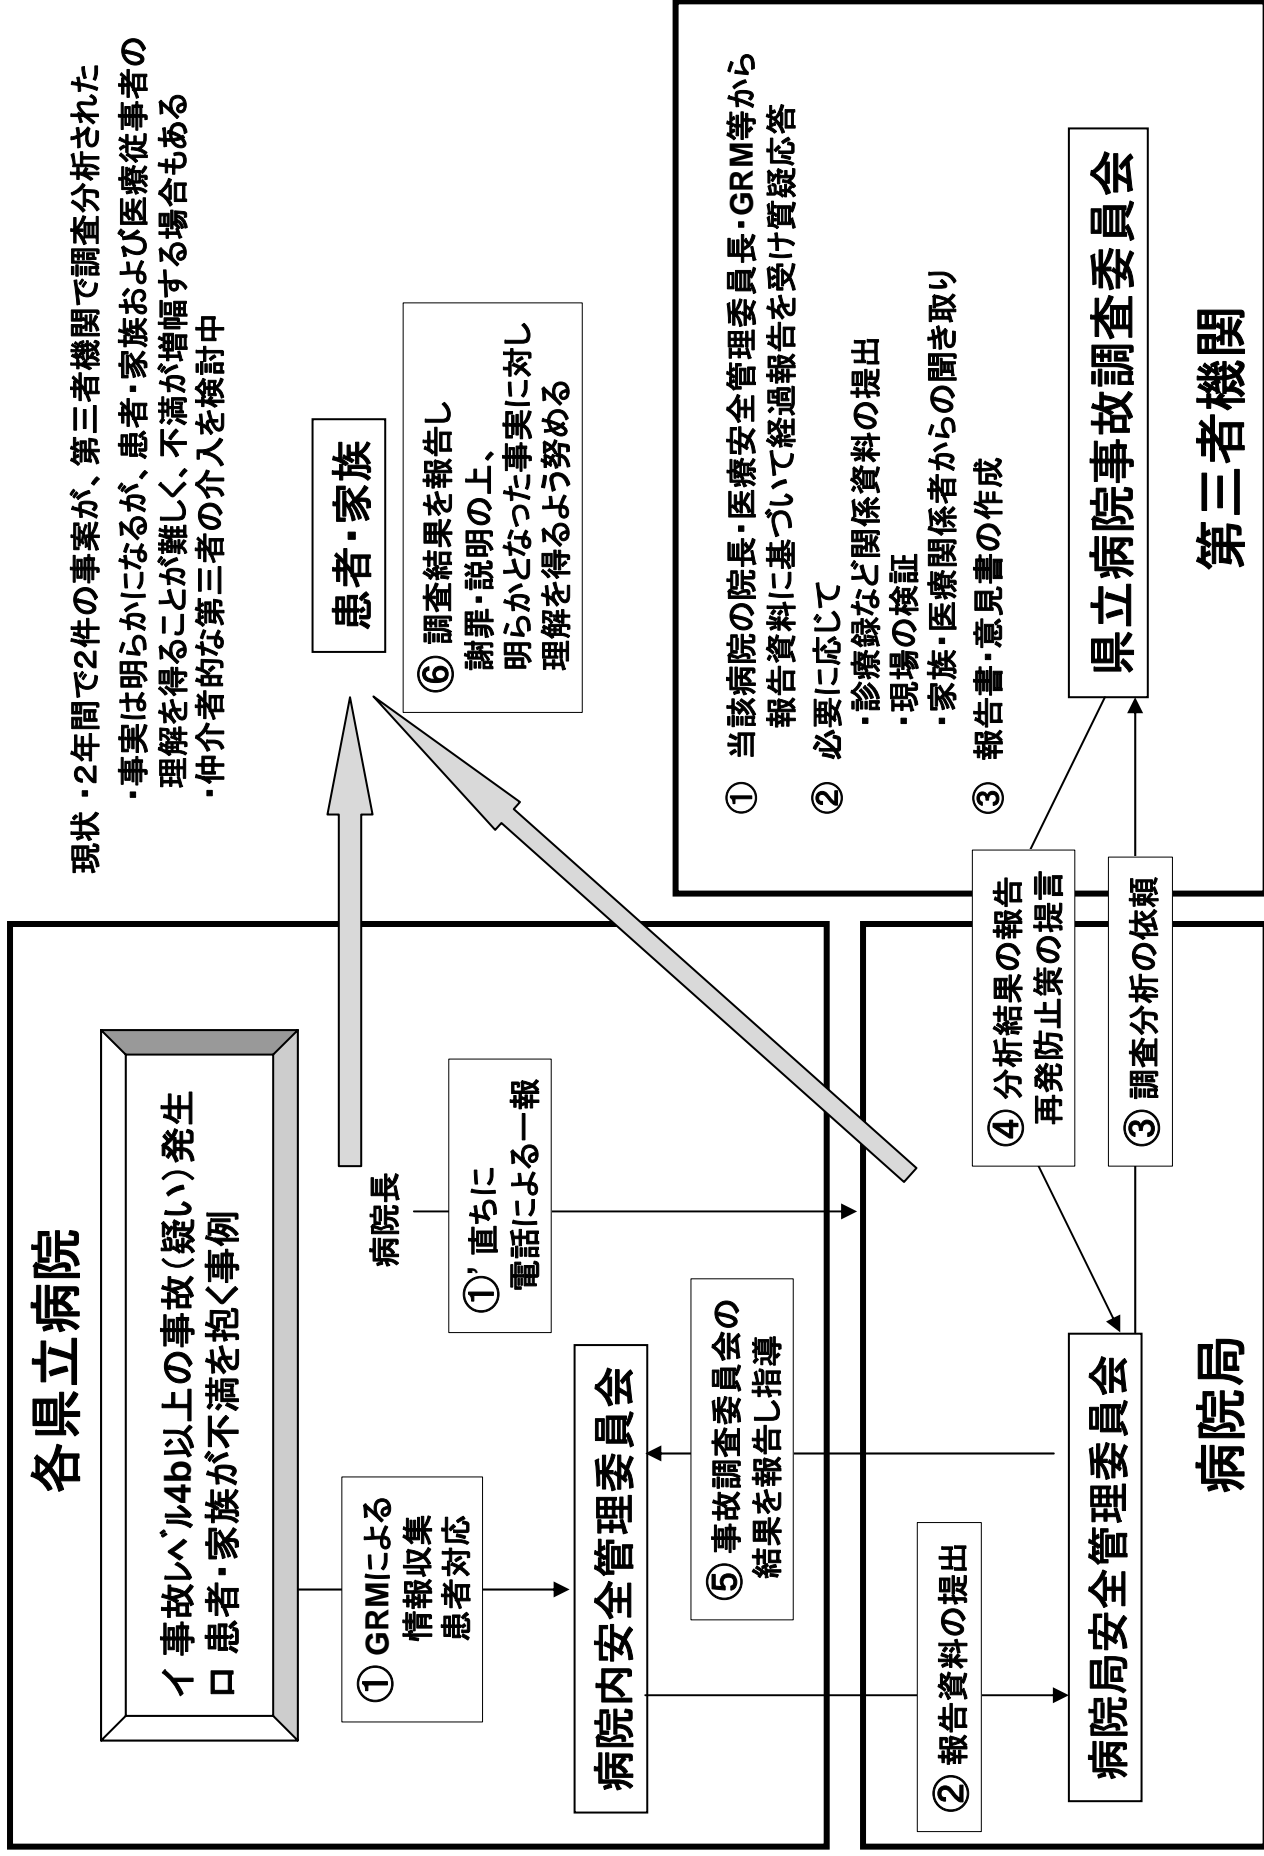 各県立病院
イ 事故レベル4b以上の事故（疑い）発生
ロ 患者・家族が不満を抱く事例
① GRMによる
情報収集
患者対応
病院長
①’ 直ちに
電話による一報
病院内安全管理委員会
⑤ 事故調査委員会の
結果を報告し指導
② 報告資料の提出
病院局安全管理委員会
病院局
④ 分析結果の報告
再発防止策の提言
③ 調査分析の依頼
現状 ・2年間で2件の事案が、第三者機関で調査分析された
・事実は明らかになるが、患者・家族および医療従事者の
理解を得ることが難しく、不満が増幅する場合もある
・仲介者的な第三者の介入を検討中
患者・家族
⑥ 調査結果を報告し
謝罪・説明の上、
明らかとなった事実に対し
理解を得るよう努める
① 当該病院の院長・医療安全管理委員長・GRM等から
報告資料に基づいて経過報告を受け質疑応答
② 必要に応じて
・診療録など関係資料の提出
・現場の検証
・家族・医療関係者からの聞き取り
③ 報告書・意見書の作成
県立病院事故調査委員会
第三者機関